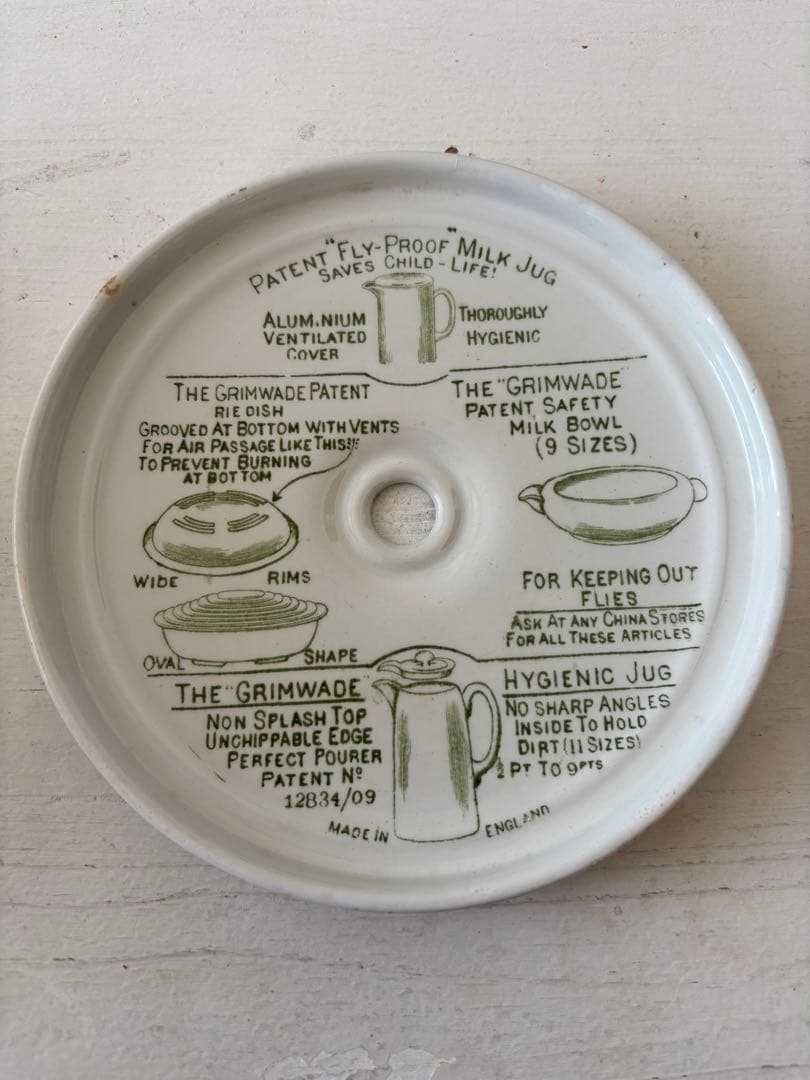 PATENT "FLY-PROOF" MILK JUG
SAVES CHILD-LIFE!
ALUMINIUM
VENTILATED
COVER
THOROUGHLY
HYGIENIC
THE GRIMWADE PATENT
RIE DISH
GROOVED AT BOTTOM WITH VENTS
FOR AIR PASSAGE LIKE THIS!!!
TO PREVENT BURNING
AT BOTTOM
WIDE RIMS
OVAL SHAPE
THE "GRIMWADE"
PATENT SAFETY
MILK BOWL
(9 SIZES)
FOR KEEPING OUT
FLIES
ASK AT ANY CHINA STORES
FOR ALL THESE ARTICLES
THE "GRIMWADE"
NON SPLASH TOP
UNCHIPPABLE EDGE
PERFECT POURER
PATENT Nº
12834/09
HYGIENIC JUG
NO SHARP ANGLES
INSIDE TO HOLD
DIRT (11 SIZES)
½ PT TO 9 PTS
MADE IN ENGLAND